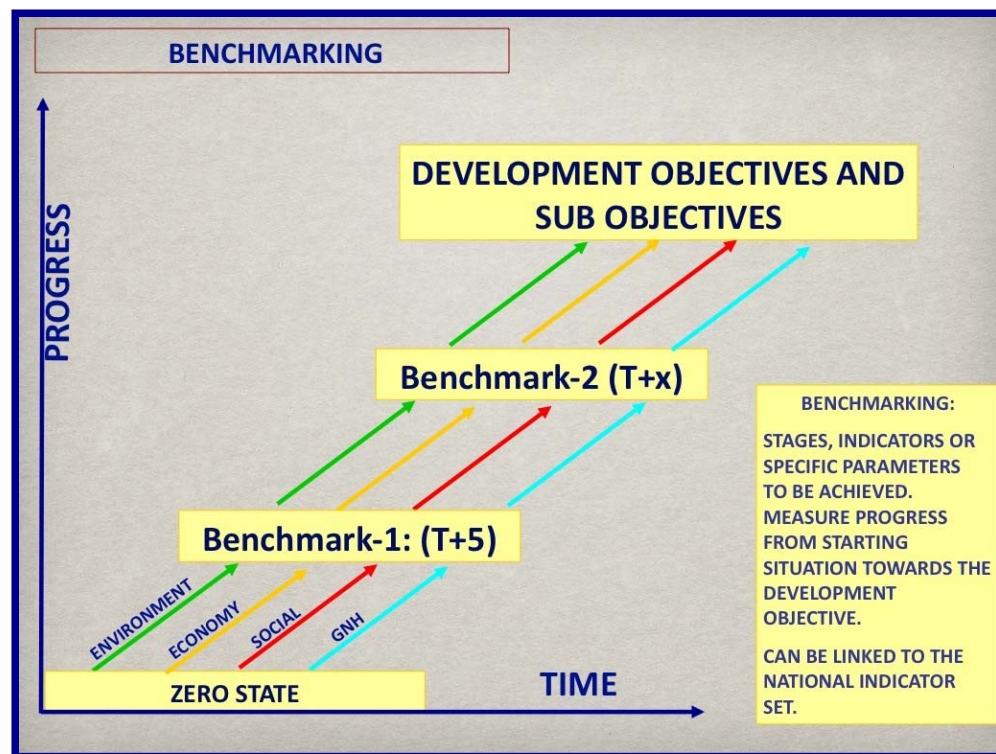 BENCHMARKING
PROGRESS
DEVELOPMENT OBJECTIVES AND
SUB OBJECTIVES
Benchmark-2 (T+x)
Benchmark-1: (T+5)
ENVIRONMENT
ECONOMY
SOCIAL
GNH
ZERO STATE
TIME
BENCHMARKING:
STAGES, INDICATORS OR
SPECIFIC PARAMETERS
TO BE ACHIEVED.
MEASURE PROGRESS
FROM STARTING
SITUATION TOWARDS THE
DEVELOPMENT
OBJECTIVE.
CAN BE LINKED TO THE
NATIONAL INDICATOR
SET.